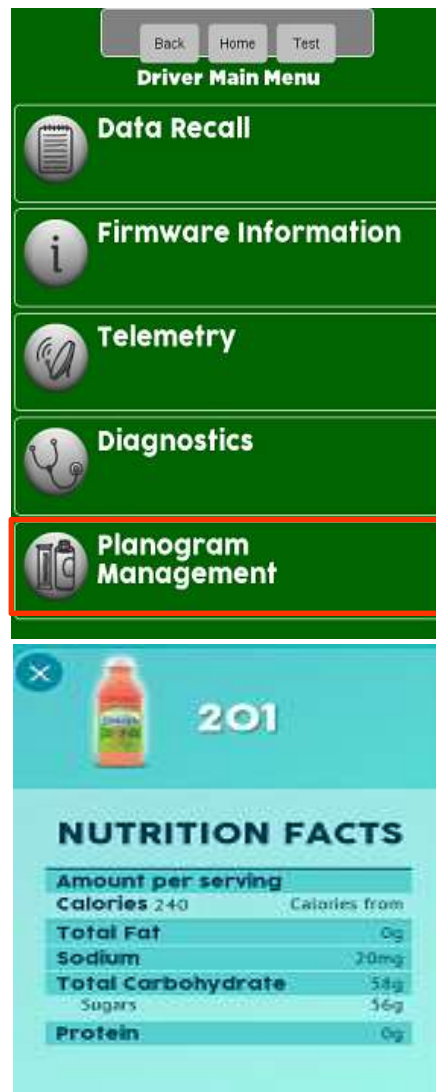 Back Home Test
Driver Main Menu
Data Recall
Firmware Information
Telemetry
Diagnostics
Planogram
Management
201
NUTRITION FACTS
Amount per serving
Calories 240 Calories from
Total Fat 0g
Sodium 20mg
Total Carbohydrate 58g
Sugars 56g
Protein 0g